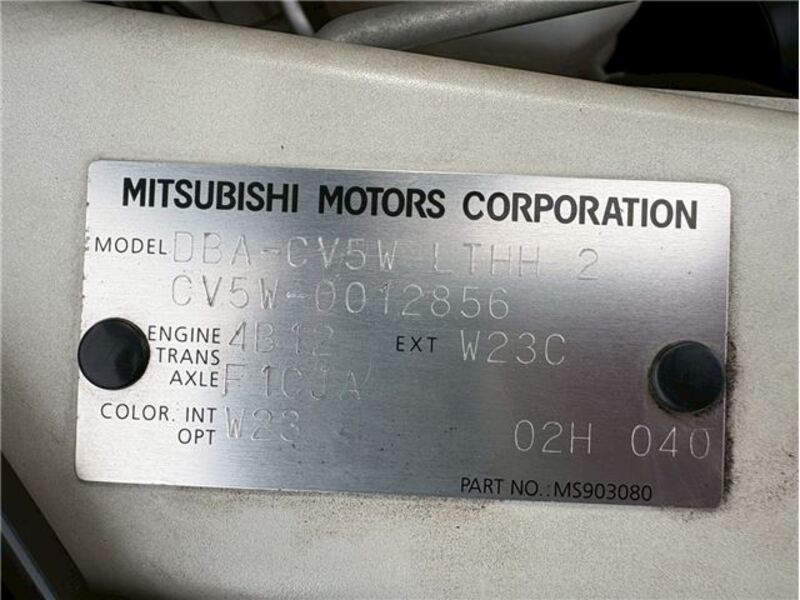 MITSUBISHI MOTORS CORPORATION
MODEL DBA-CV5W LTHH 2
CV5W-0012856
ENGINE 4B12 EXT W23C
TRANS AXLE F1CJA
COLOR. INT W23
OPT 02H 040
PART NO.:MS903080